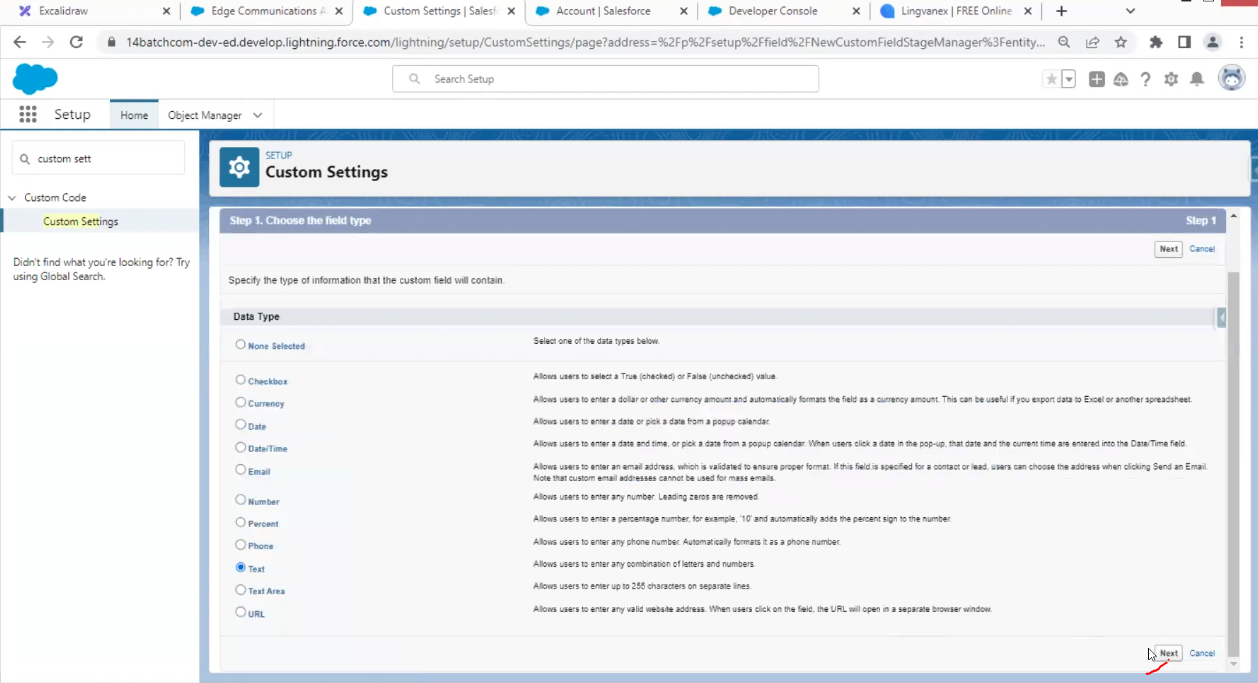 Excalidraw
Edge Communications A
Custom Settings | Salesf
Account | Salesforce
Developer Console
Lingvanex | FREE Online
14batchcom-dev-ed.develop.lightning.force.com/lightning/setup/CustomSettings/page?address=%2Fp%2Fsetup%2Ffield%2FNewCustomFieldStageManager%3Fentity...
Search Setup
Setup
Home
Object Manager
custom sett
Custom Code
Custom Settings
Didn't find what you're looking for? Try
using Global Search.
SETUP
Custom Settings
Step 1. Choose the field type
Step 1
Next
Cancel
Specify the type of information that the custom field will contain.
Data Type
None Selected
Select one of the data types below.
Checkbox
Allows users to select a True (checked) or False (unchecked) value.
Currency
Allows users to enter a dollar or other currency amount and automatically formats the field as a currency amount. This can be useful if you export data to Excel or another spreadsheet.
Date
Allows users to enter a date or pick a date from a popup calendar.
Date/Time
Allows users to enter a date and time, or pick a date from a popup calendar. When users click a date in the pop-up, that date and the current time are entered into the Date/Time field.
Email
Allows users to enter an email address, which is validated to ensure proper format. If this field is specified for a contact or lead, users can choose the address when clicking Send an Email.
Note that custom email addresses cannot be used for mass emails.
Number
Allows users to enter any number. Leading zeros are removed.
Percent
Allows users to enter a percentage number, for example, '10' and automatically adds the percent sign to the number.
Phone
Allows users to enter any phone number. Automatically formats it as a phone number.
Text
Allows users to enter any combination of letters and numbers.
Text Area
Allows users to enter up to 255 characters on separate lines.
URL
Allows users to enter any valid website address. When users click on the field, the URL will open in a separate browser window.
Next
Cancel